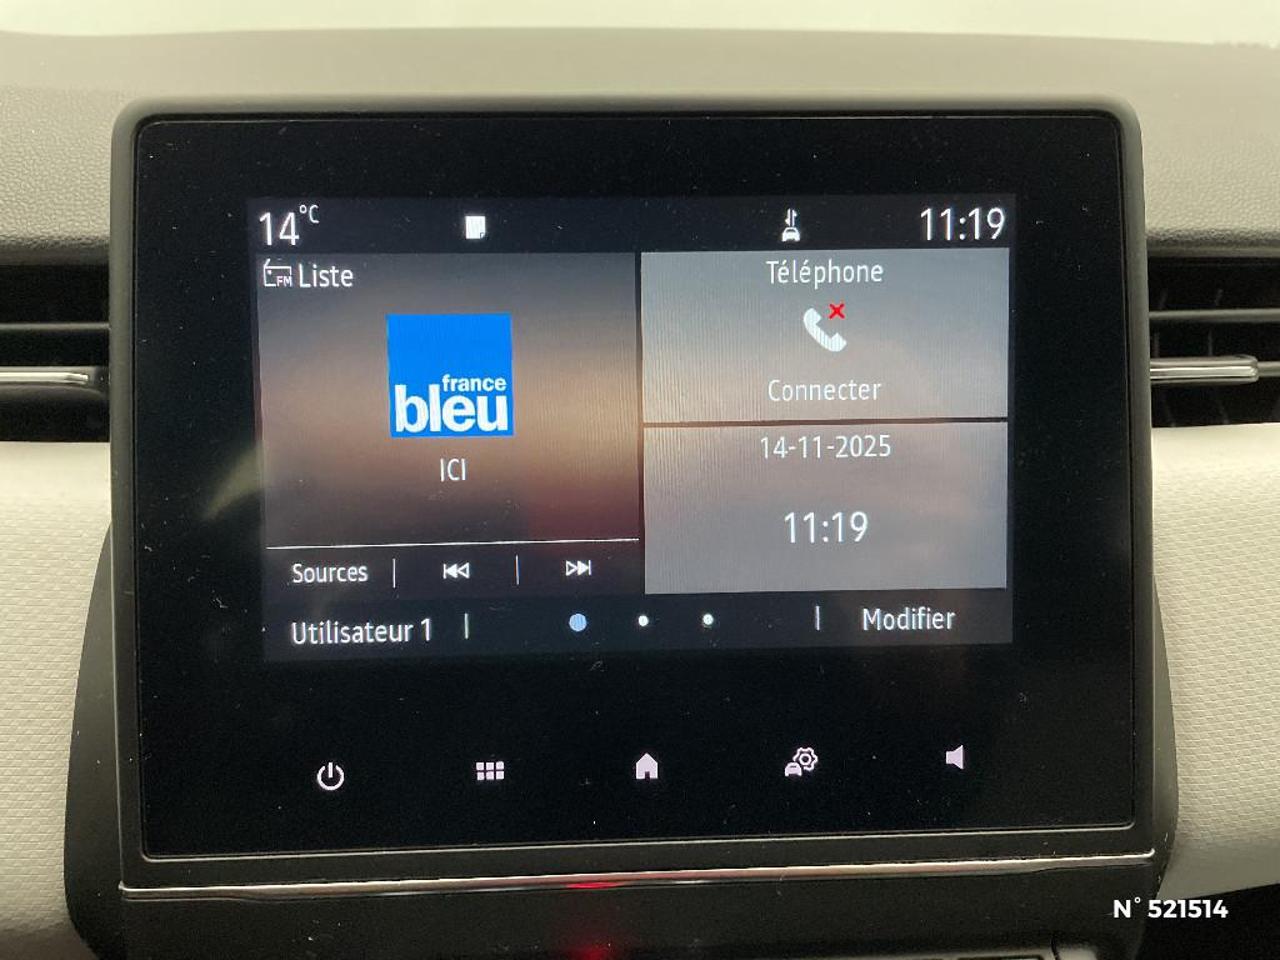 14°C
11:19
FM Liste
Téléphone
france
bleu
Connecter
ICI
14-11-2025
11:19
Sources
Utilisateur 1
Modifier
N° 521514